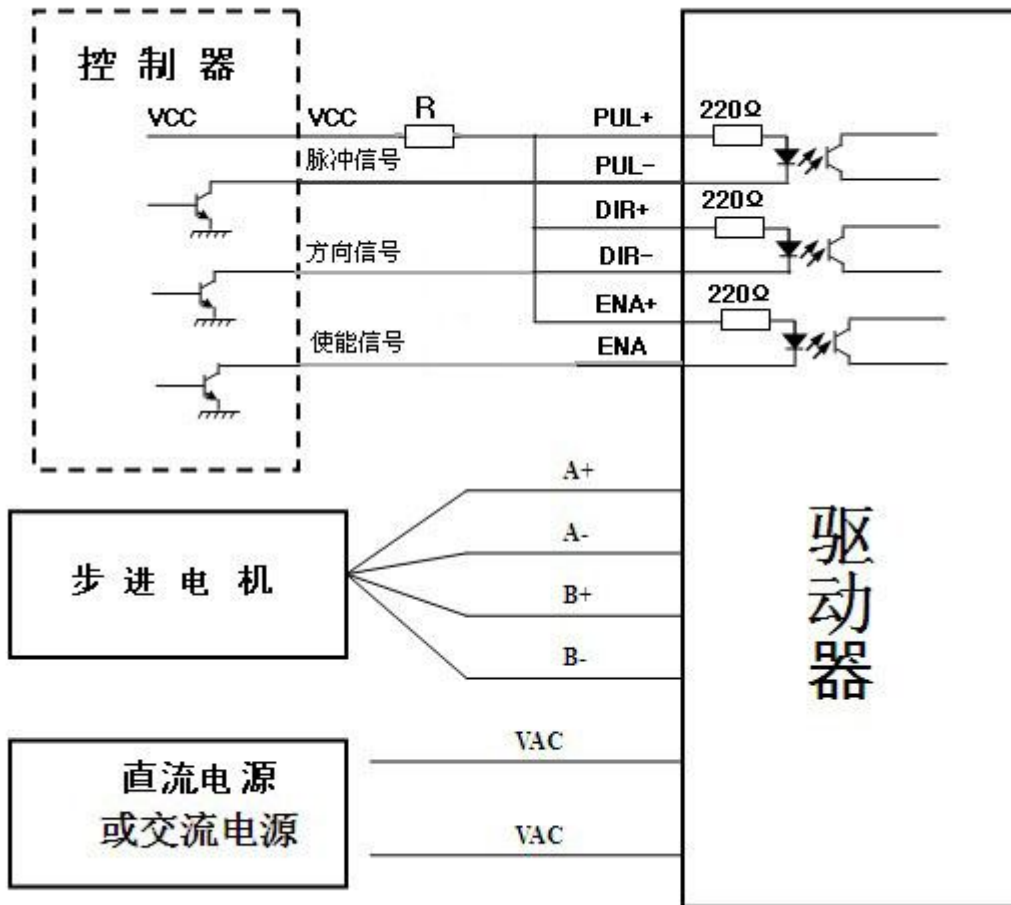 控制器
VCC
VCC
R
PUL+
220Ω
脉冲信号
PUL-
DIR+
220Ω
方向信号
DIR-
ENA+
220Ω
使能信号
ENA
A+
A-
B+
B-
步进电机
驱动器
直流电源
或交流电源
VAC
VAC